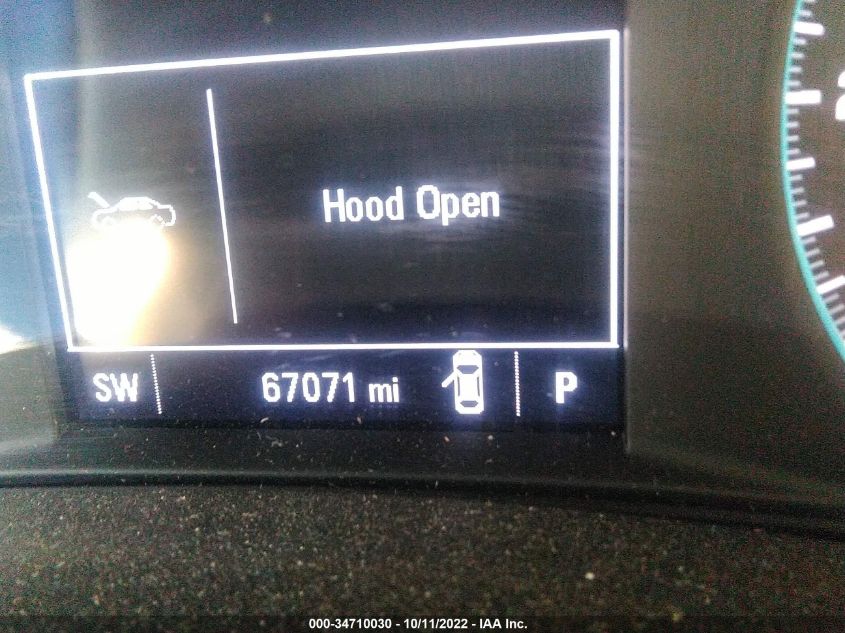 Hood Open
SW 67071 mi P
000-34710030 - 10/11/2022 - IAA Inc.